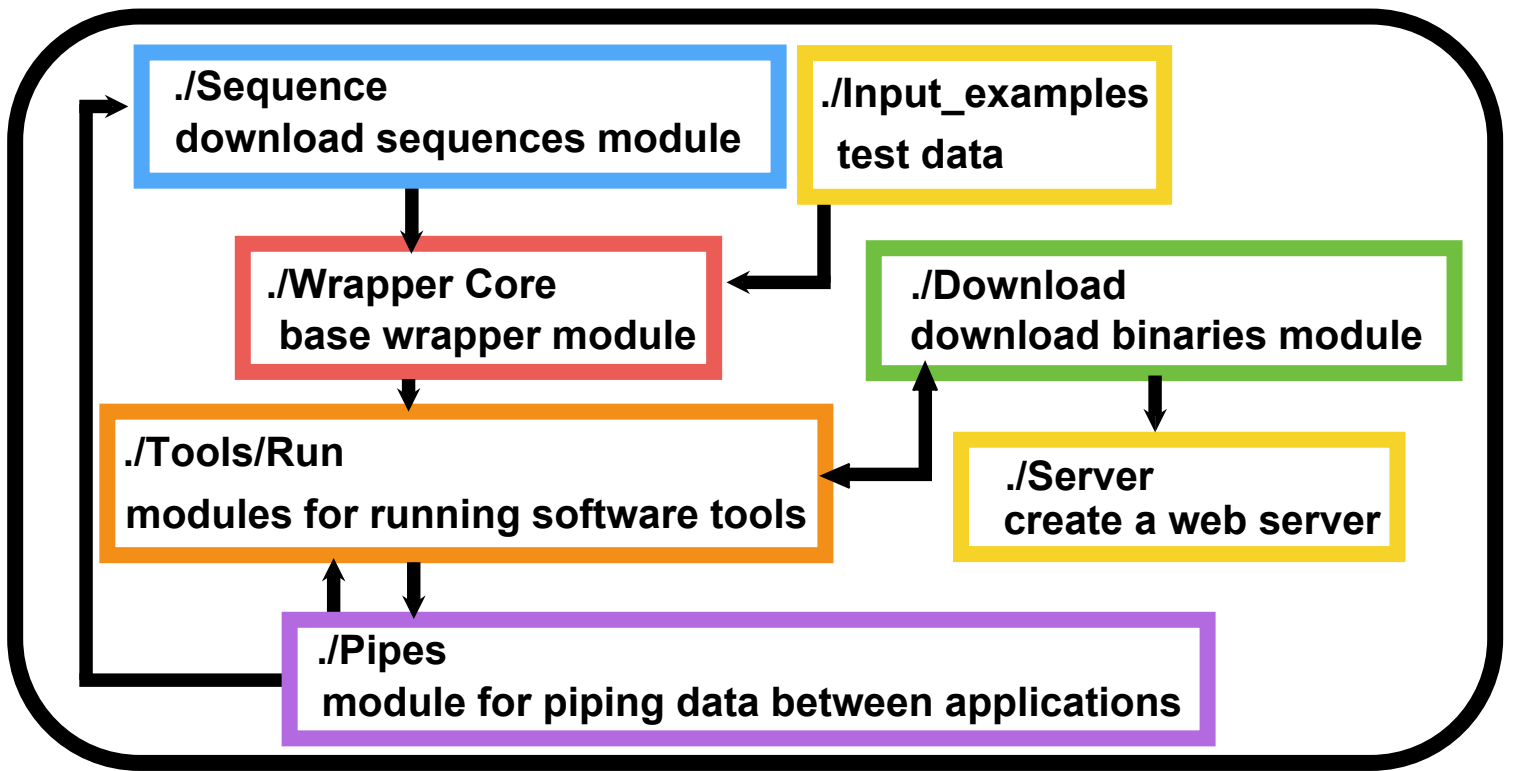 ./Sequence
download sequences module
./Input_examples
test data
./Wrapper Core
base wrapper module
./Download
download binaries module
./Tools/Run
modules for running software tools
./Server
create a web server
./Pipes
module for piping data between applications